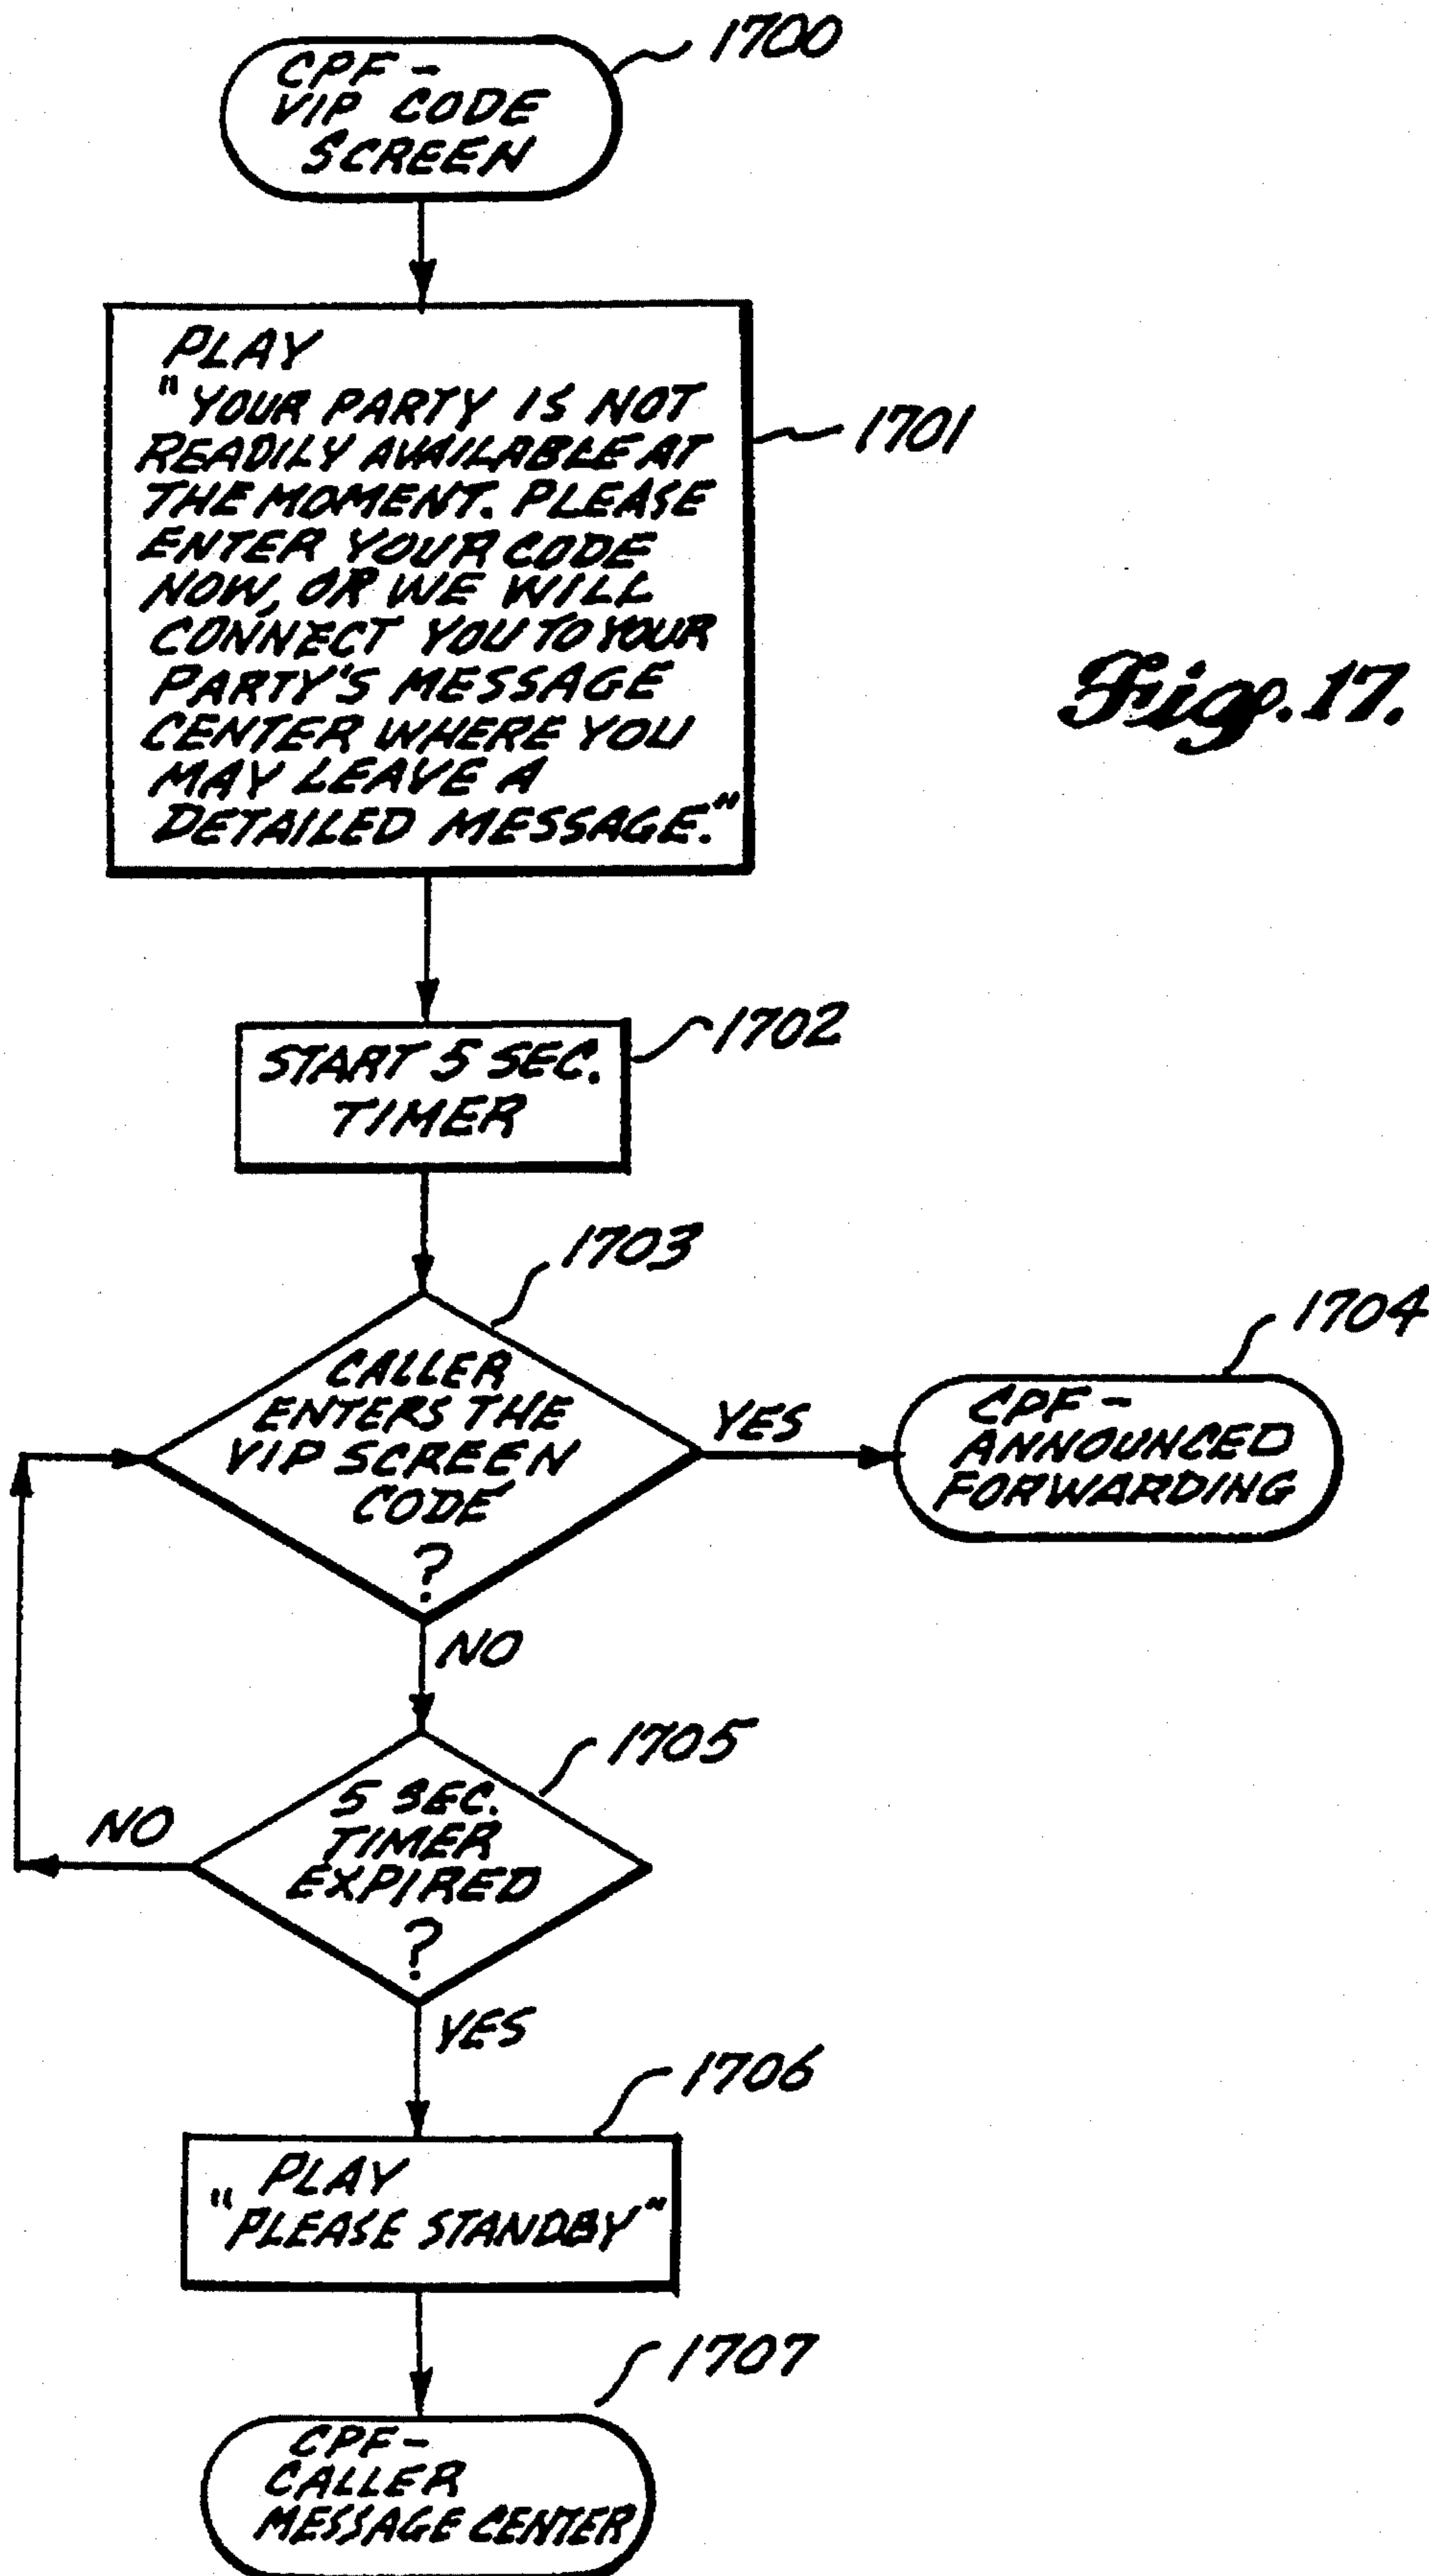 1700
CPF -
VIP CODE
SCREEN
PLAY
"YOUR PARTY IS NOT
READILY AVAILABLE AT
THE MOMENT. PLEASE
ENTER YOUR CODE
NOW, OR WE WILL
CONNECT YOU TO YOUR
PARTY'S MESSAGE
CENTER WHERE YOU
MAY LEAVE A
DETAILED MESSAGE."
1701
Fig. 17.
1702
START 5 SEC.
TIMER
1703
CALLER
ENTERS THE
VIP SCREEN
CODE
?
YES
1704
CPF -
ANNOUNCED
FORWARDING
NO
1705
5 SEC.
TIMER
EXPIRED
?
NO
YES
1706
PLAY
"PLEASE STANDBY"
1707
CPF -
CALLER
MESSAGE CENTER